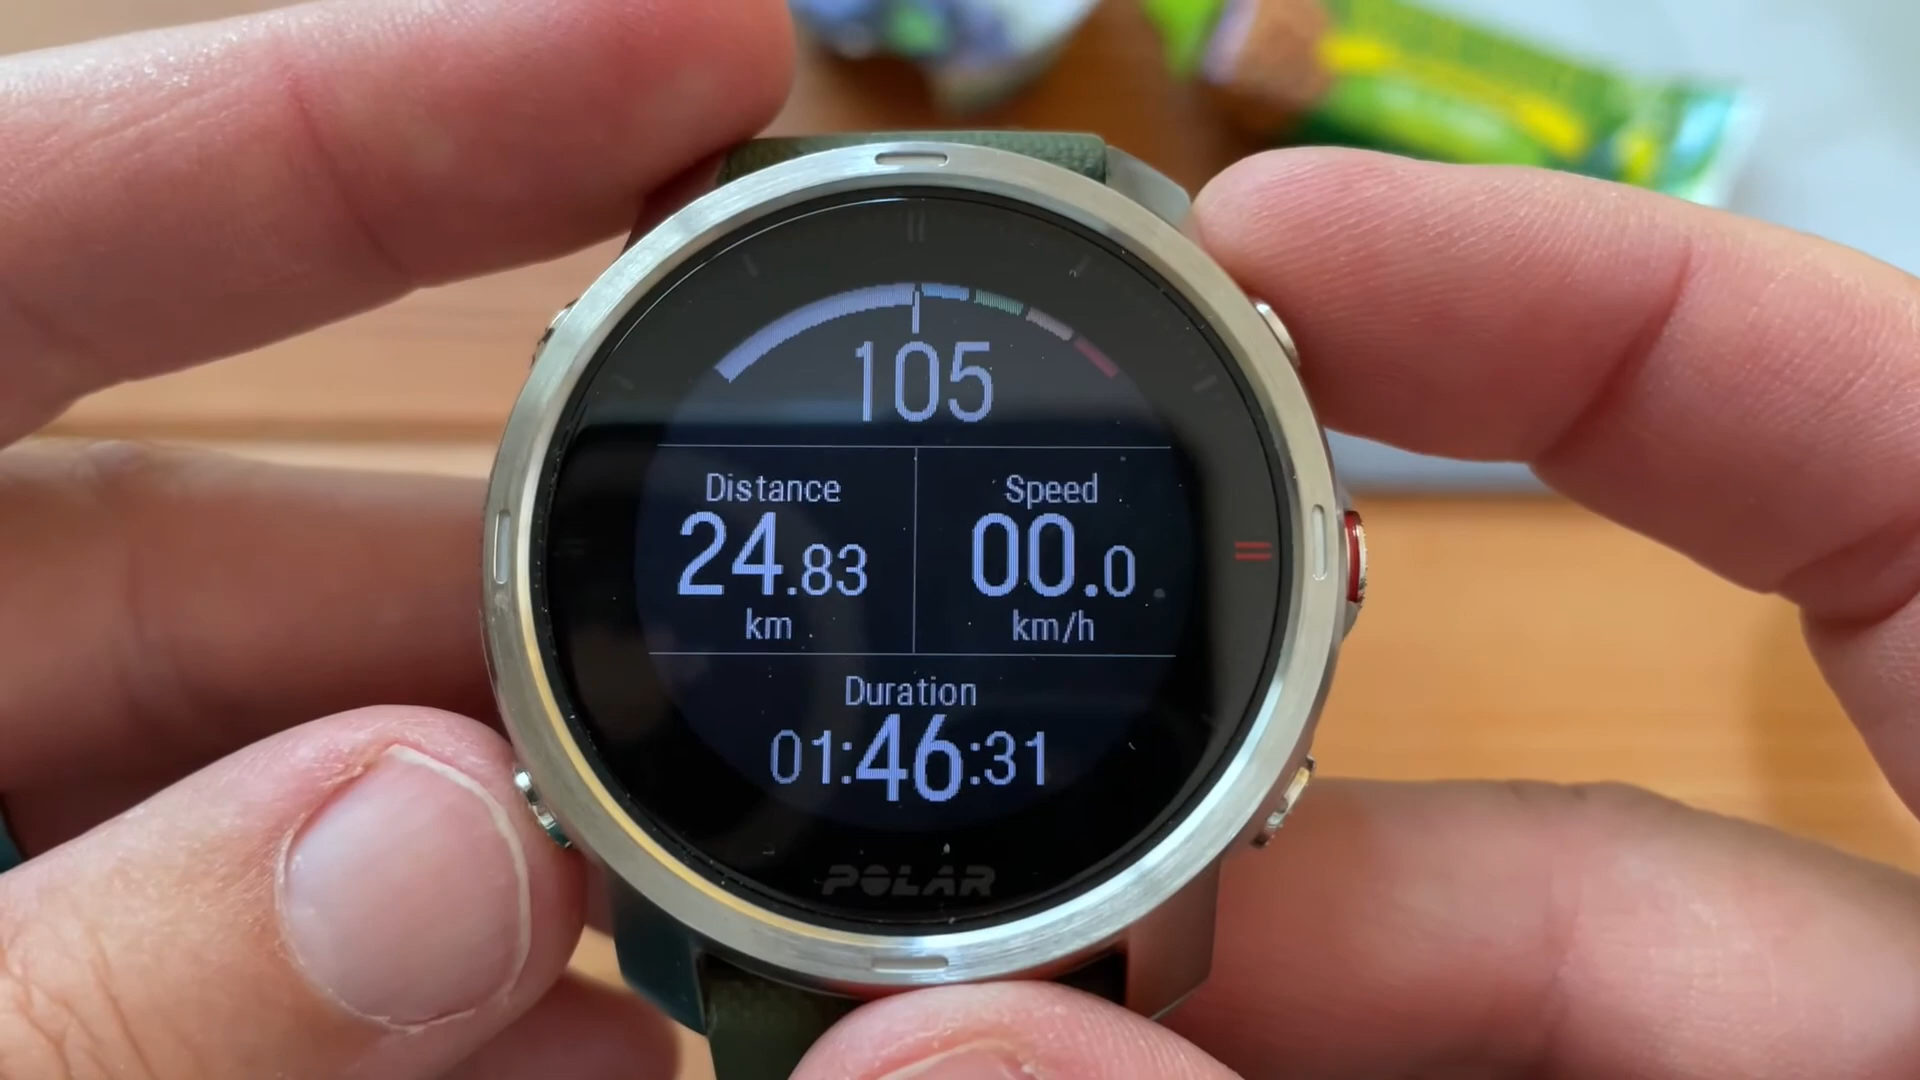 105
Distance
24.83
km
Speed
00.0
km/h
Duration
01:46:31
POLAR